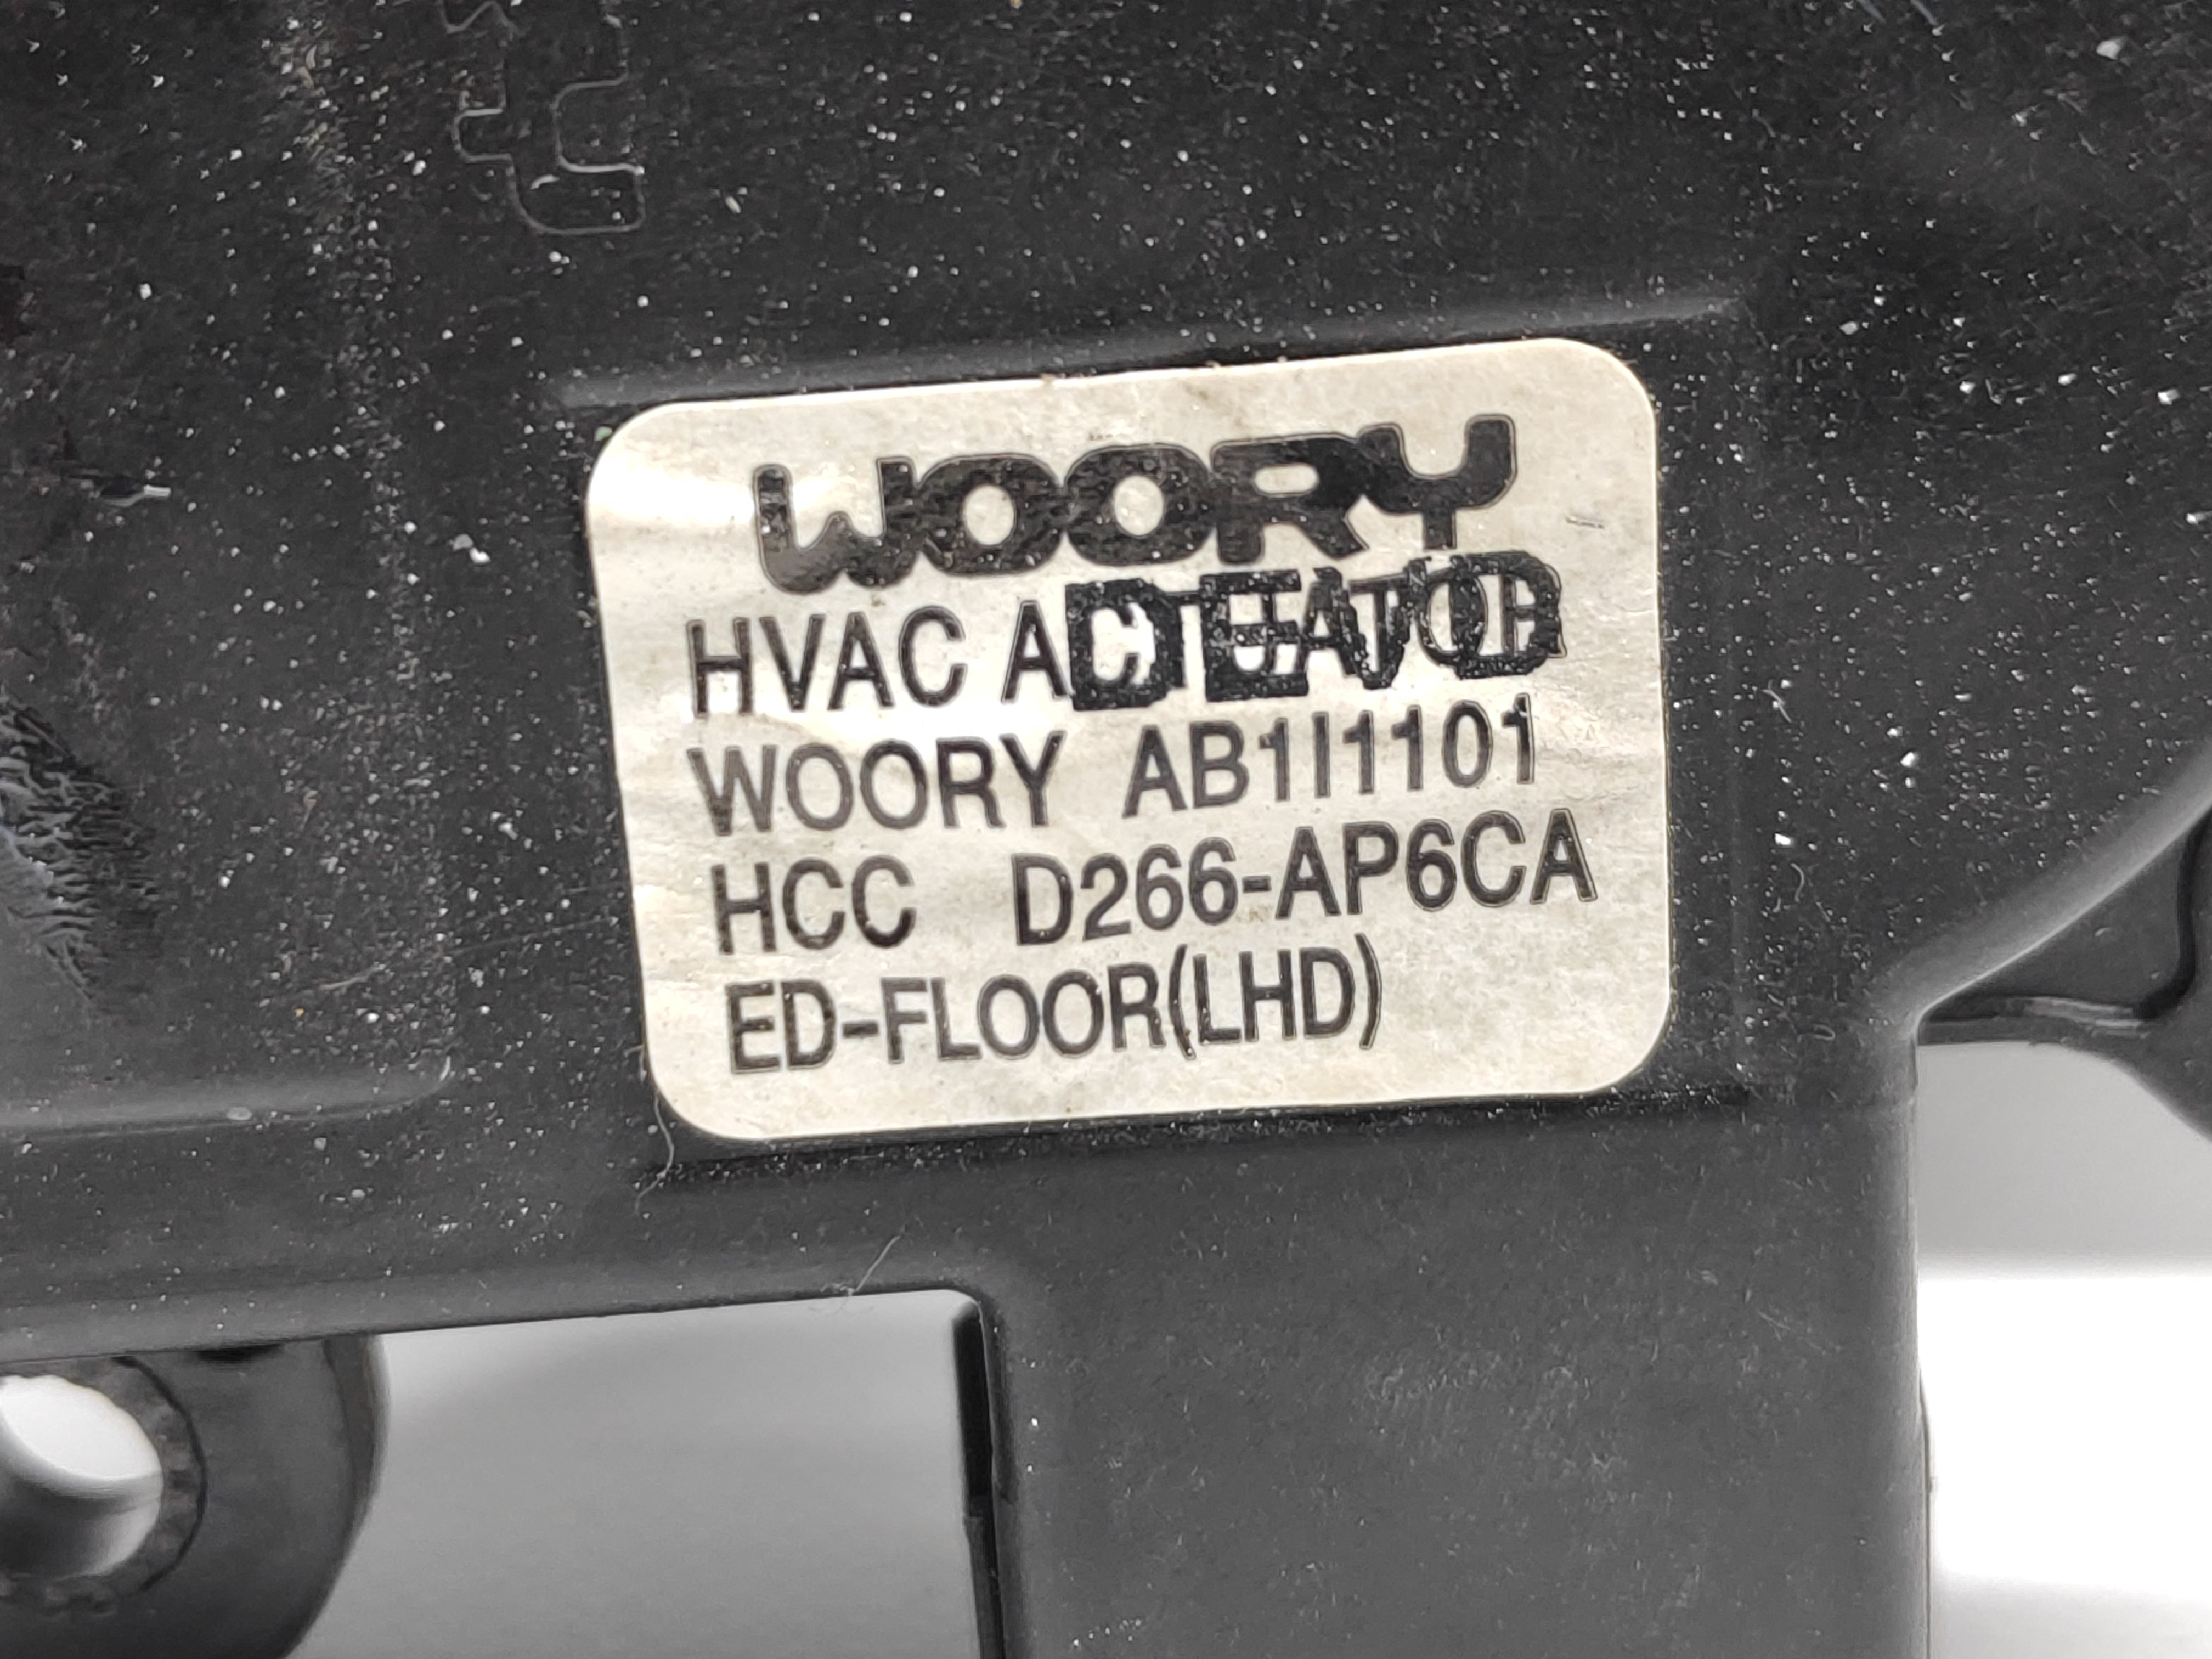 WOORY
HVAC ACTUATOR
WOORY AB1I1101
HCC D266-AP6CA
ED-FLOOR(LHD)